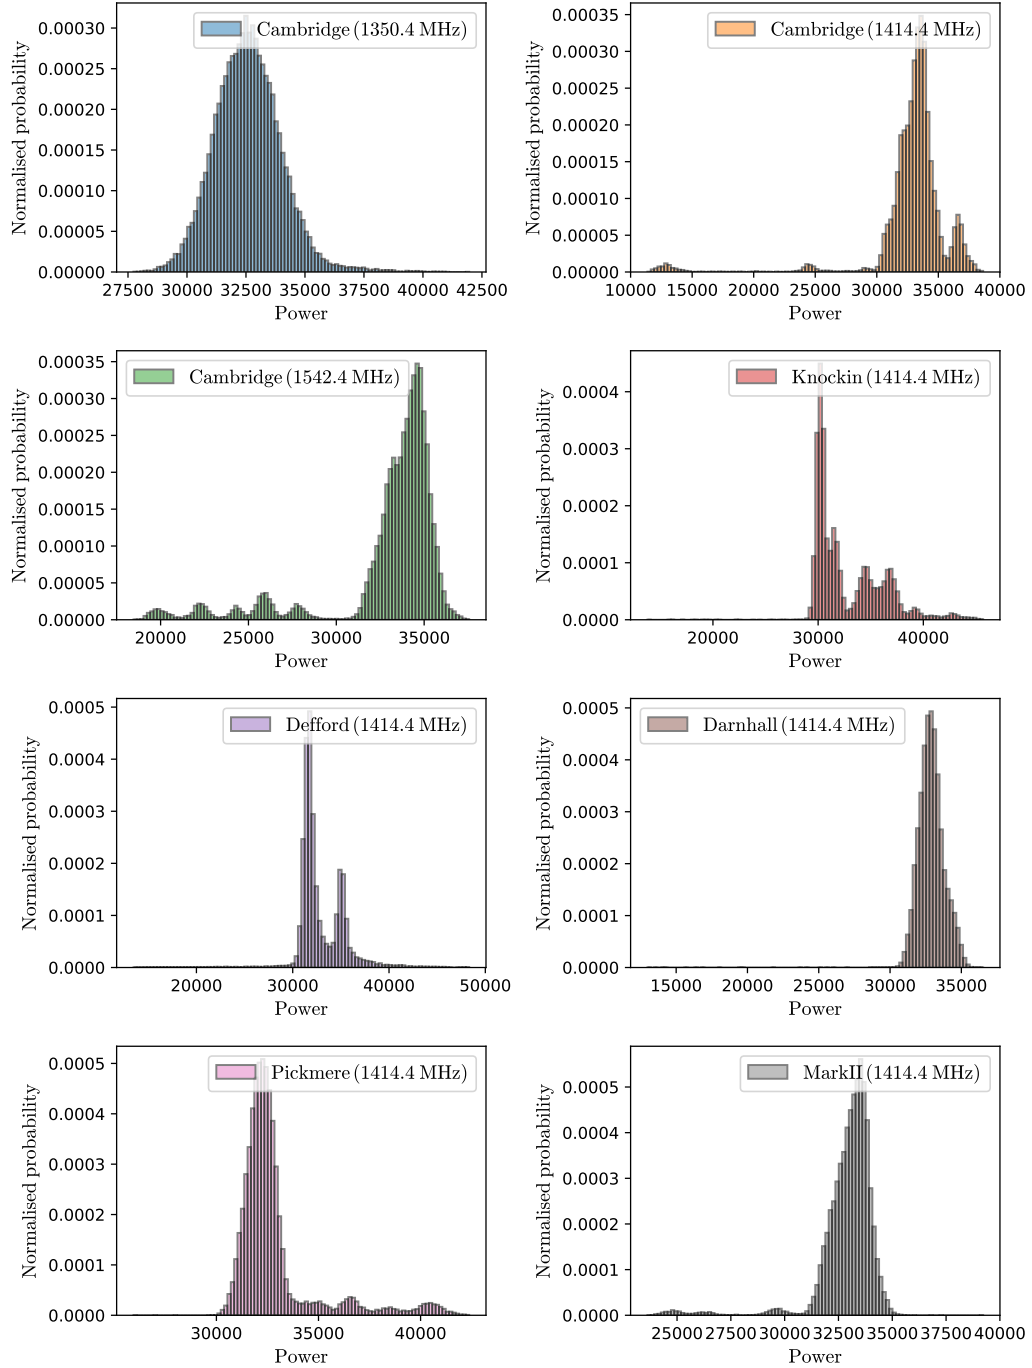 Cambridge (1350.4 MHz)
Normalised probability
0.00030
0.00025
0.00020
0.00015
0.00010
0.00005
0.00000
27500 30000 32500 35000 37500 40000 42500
Power
Cambridge (1414.4 MHz)
Normalised probability
0.00035
0.00030
0.00025
0.00020
0.00015
0.00010
0.00005
0.00000
10000 15000 20000 25000 30000 35000 40000
Power
Cambridge (1542.4 MHz)
Normalised probability
0.00035
0.00030
0.00025
0.00020
0.00015
0.00010
0.00005
0.00000
20000 25000 30000 35000
Power
Knockin (1414.4 MHz)
Normalised probability
0.0004
0.0003
0.0002
0.0001
0.0000
20000 30000 40000
Power
Defford (1414.4 MHz)
Normalised probability
0.0005
0.0004
0.0003
0.0002
0.0001
0.0000
20000 30000 40000 50000
Power
Darnhall (1414.4 MHz)
Normalised probability
0.0005
0.0004
0.0003
0.0002
0.0001
0.0000
15000 20000 25000 30000 35000
Power
Pickmere (1414.4 MHz)
Normalised probability
0.0005
0.0004
0.0003
0.0002
0.0001
0.0000
30000 35000 40000
Power
MarkII (1414.4 MHz)
Normalised probability
0.0005
0.0004
0.0003
0.0002
0.0001
0.0000
25000 27500 30000 32500 35000 37500 40000
Power